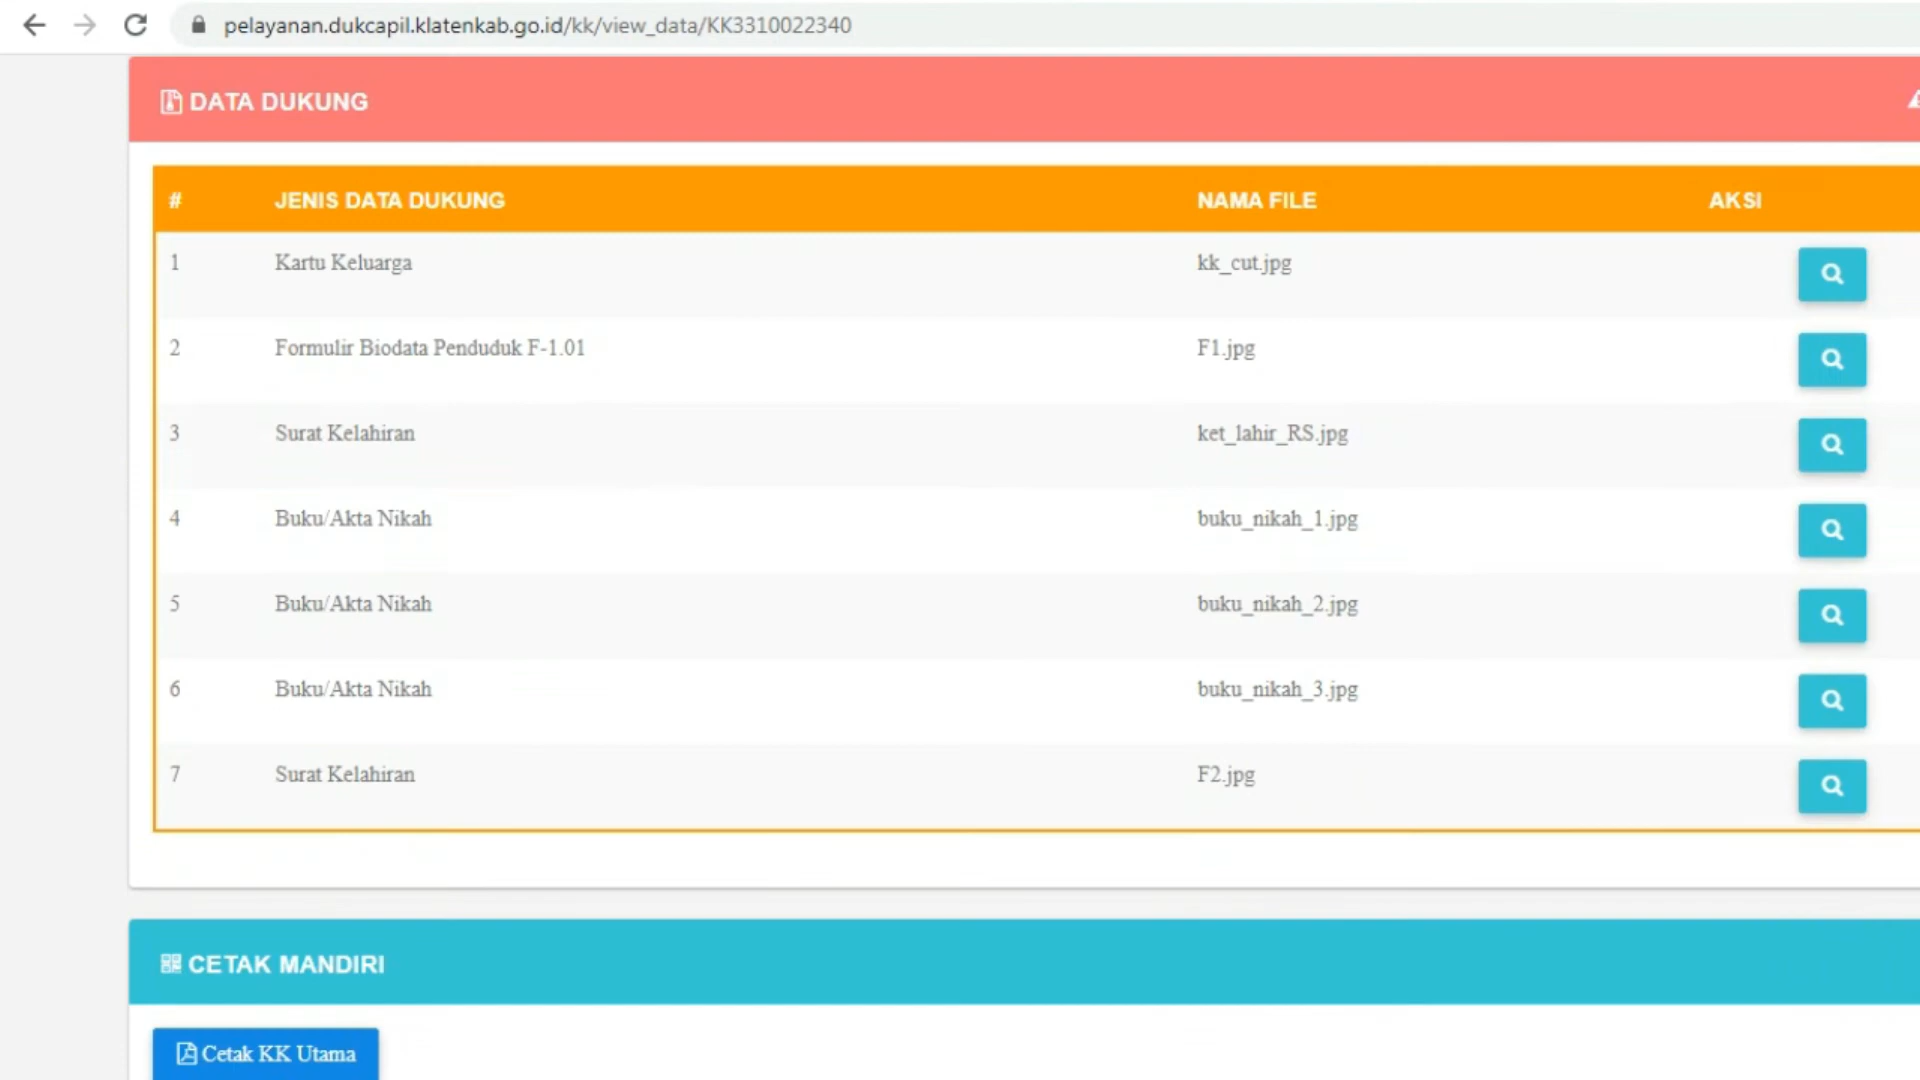 pelayanan.dukcapil.klatenkab.go.id/kk/view_data/KK3310022340
DATA DUKUNG
# JENIS DATA DUKUNG NAMA FILE AKSI
1 Kartu Keluarga kk_cut.jpg
2 Formulir Biodata Penduduk F-1.01 F1.jpg
3 Surat Kelahiran ket_lahir_RS.jpg
4 Buku/Akta Nikah buku_nikah_1.jpg
5 Buku/Akta Nikah buku_nikah_2.jpg
6 Buku/Akta Nikah buku_nikah_3.jpg
7 Surat Kelahiran F2.jpg
CETAK MANDIRI
Cetak KK Utama